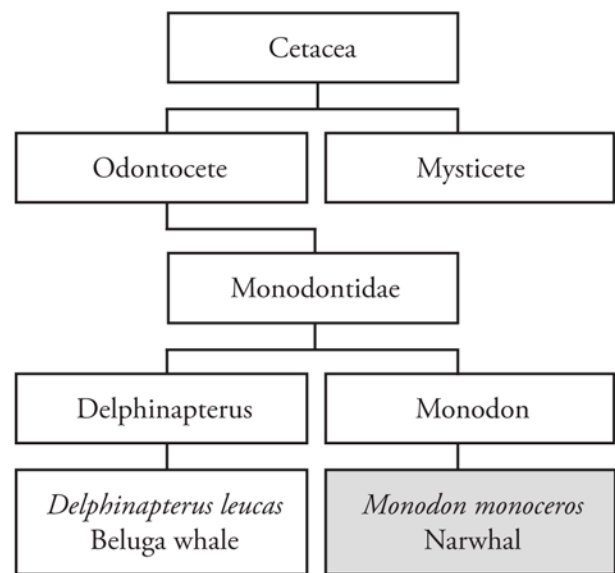 Cetacea
Odontocete
Mysticete
Monodontidae
Delphinapterus
Monodon
Delphinapterus leucas
Beluga whale
Monodon monoceros
Narwhal